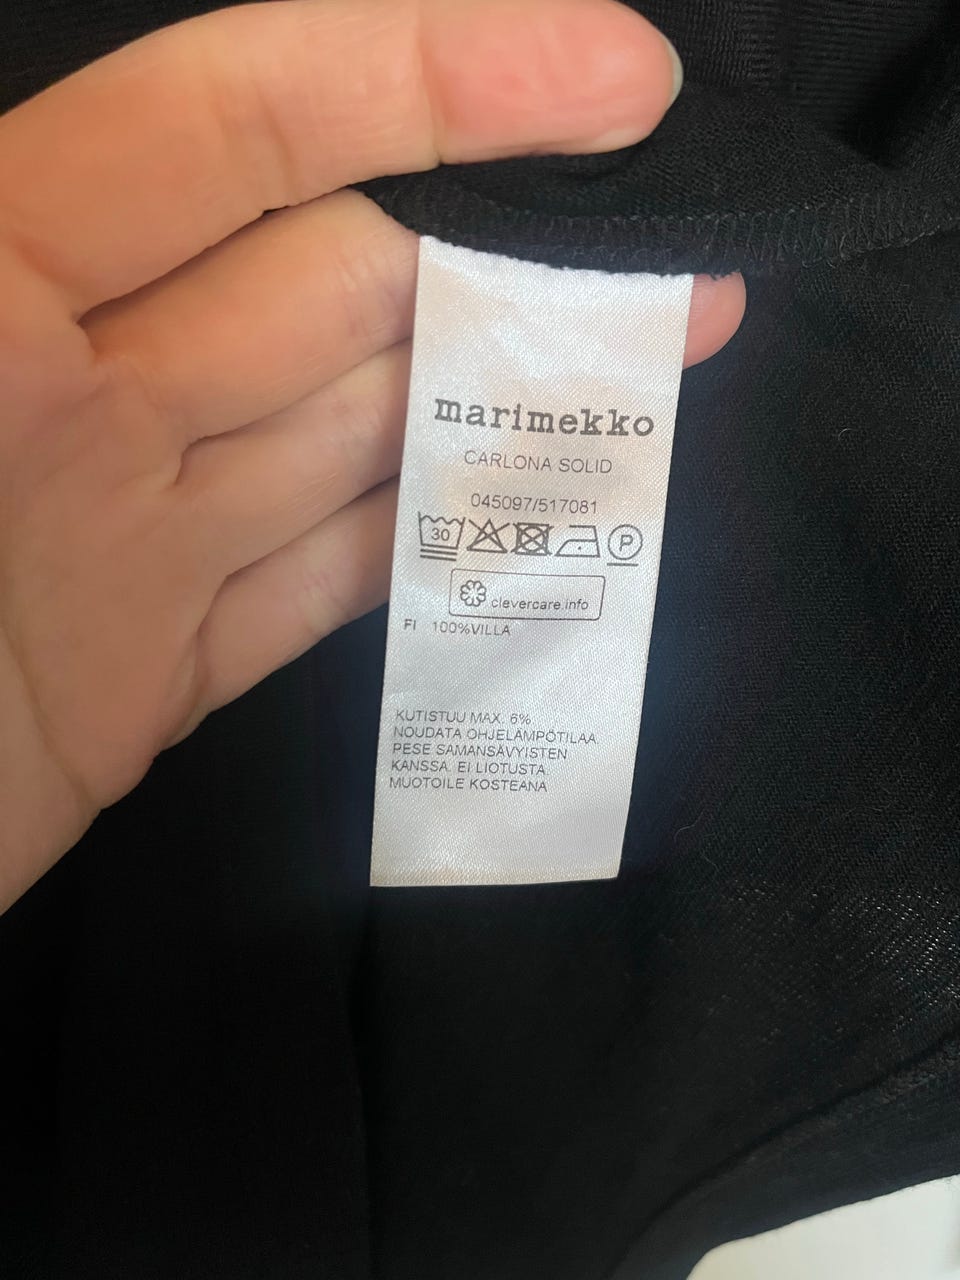 marimekko
CARLONA SOLID
045097/517081
30 P
clevercare.info
FI 100%VILLA
KUTISTUU MAX. 6%
NOUDATA OHJELÄMPÖTILAA.
PESE SAMANSÄVYISTEN
KANSSA. EI LIOTUSTA.
MUOTOILE KOSTEANA